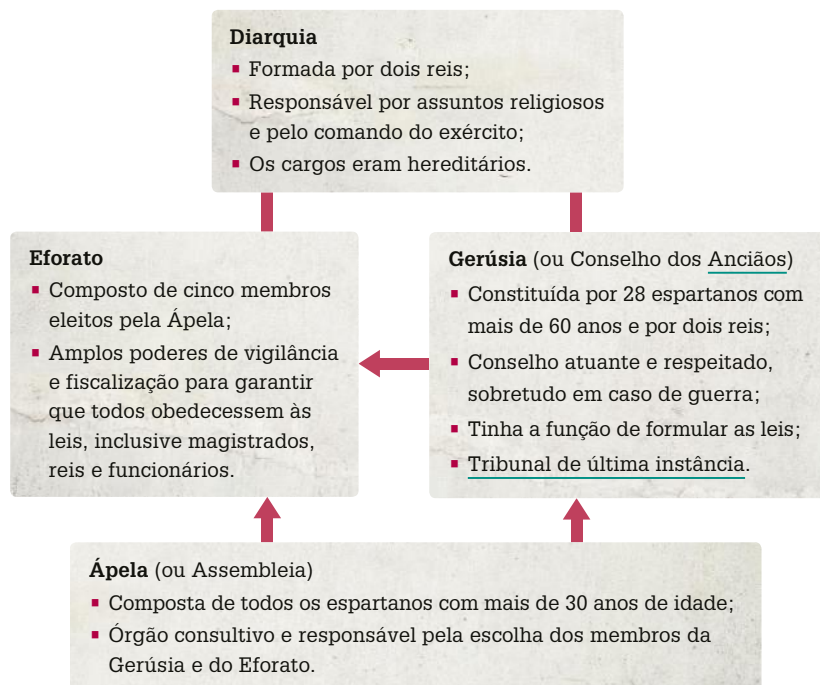 Diarquia
▪ Formada por dois reis;
▪ Responsável por assuntos religiosos
e pelo comando do exército;
▪ Os cargos eram hereditários.
Eforato
▪ Composto de cinco membros
eleitos pela Ápela;
▪ Amplos poderes de vigilância
e fiscalização para garantir
que todos obedecessem às
leis, inclusive magistrados,
reis e funcionários.
Gerúsia (ou Conselho dos Anciãos)
▪ Constituída por 28 espartanos com
mais de 60 anos e por dois reis;
▪ Conselho atuante e respeitado,
sobretudo em caso de guerra;
▪ Tinha a função de formular as leis;
▪ Tribunal de última instância.
Ápela (ou Assembleia)
▪ Composta de todos os espartanos com mais de 30 anos de idade;
▪ Órgão consultivo e responsável pela escolha dos membros da
Gerúsia e do Eforato.